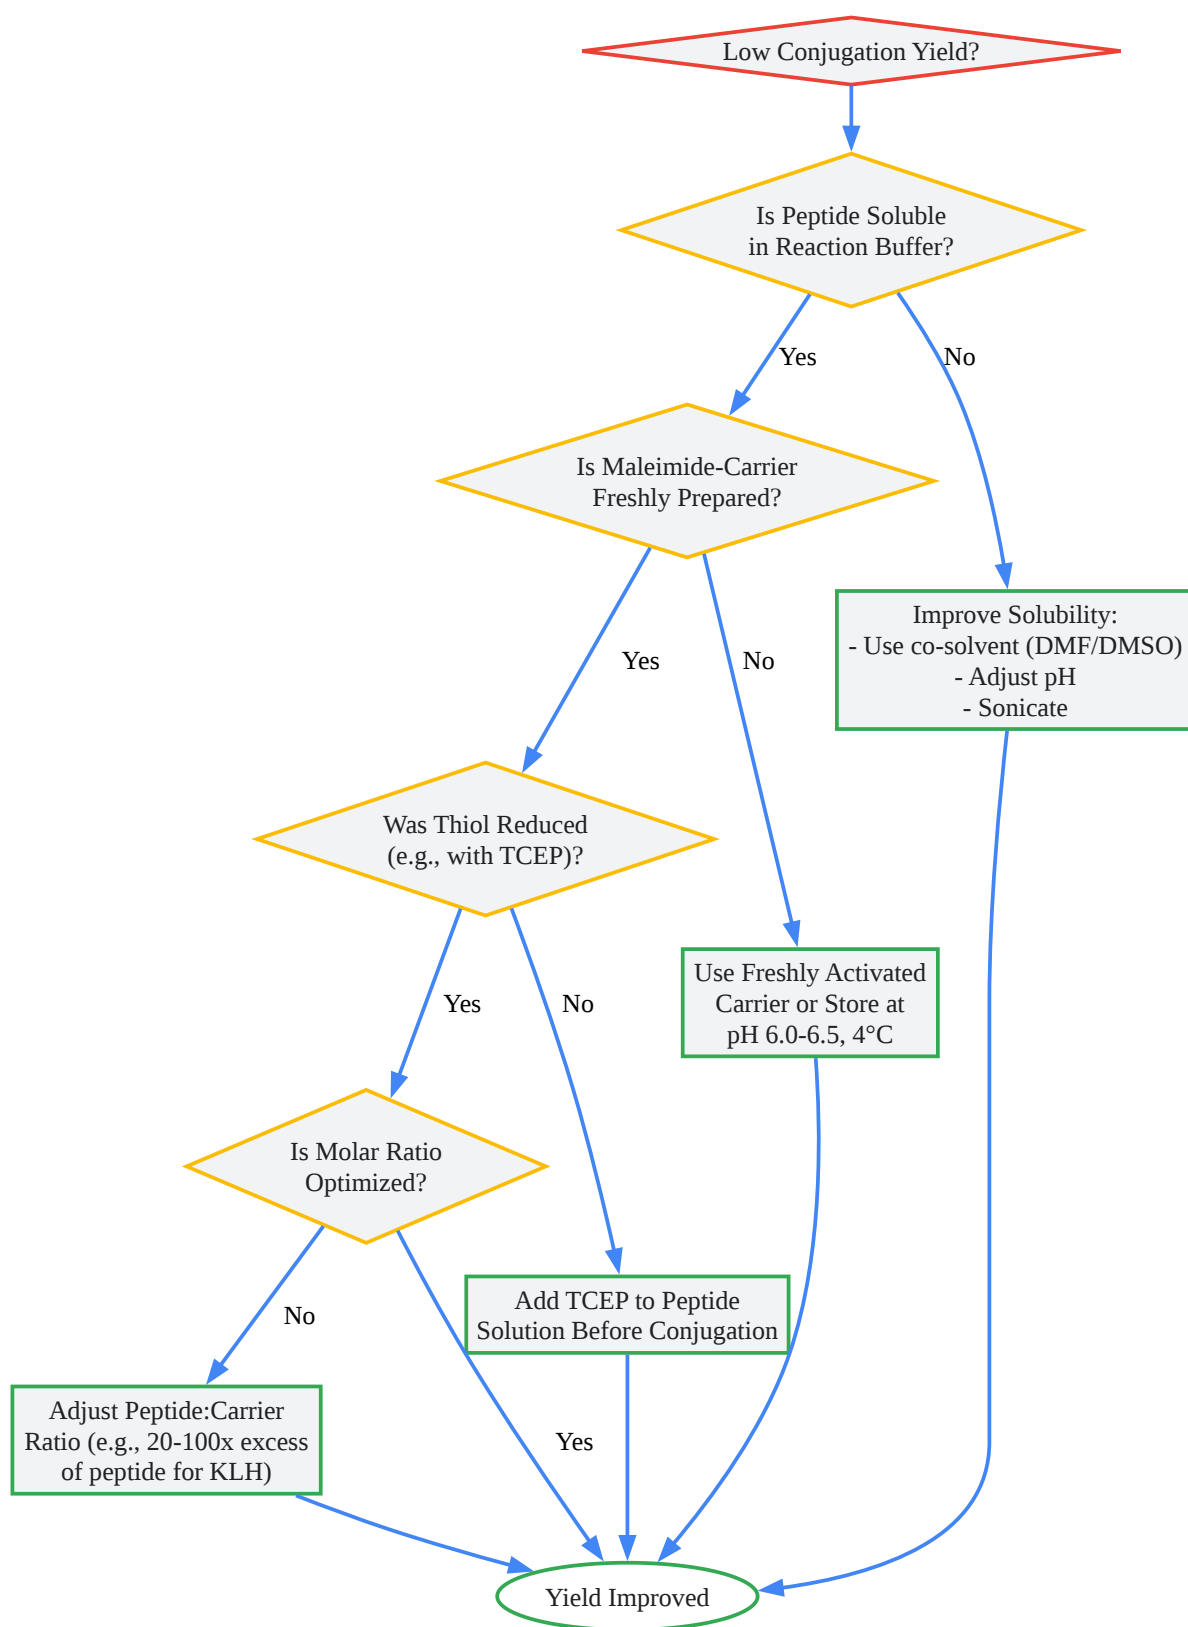 Low Conjugation Yield?
Is Peptide Soluble
in Reaction Buffer?
Yes
No
Is Maleimide-Carrier
Freshly Prepared?
Improve Solubility:
- Use co-solvent (DMF/DMSO)
- Adjust pH
- Sonicate
Yes
No
Was Thiol Reduced
(e.g., with TCEP)?
Use Freshly Activated
Carrier or Store at
pH 6.0-6.5, 4°C
Yes
No
Is Molar Ratio
Optimized?
Add TCEP to Peptide
Solution Before Conjugation
No
Adjust Peptide:Carrier
Ratio (e.g., 20-100x excess
of peptide for KLH)
Yes
Yield Improved